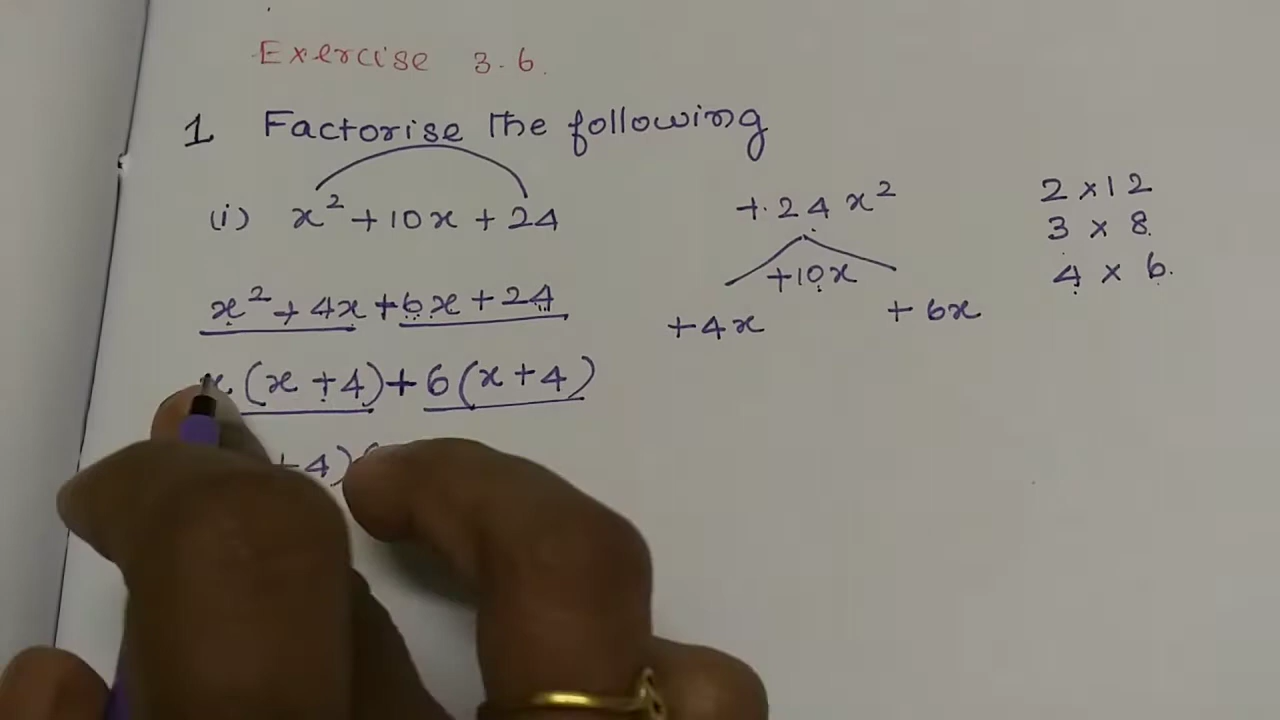 Exercise 3.6.
1 Factorise the following
(i) x² + 10x + 24
+24x²
2 × 12
3 × 8
4 × 6
+10x
+4x +6x
x² + 4x + 6x + 24
x(x + 4) + 6(x + 4)
+ 4)(